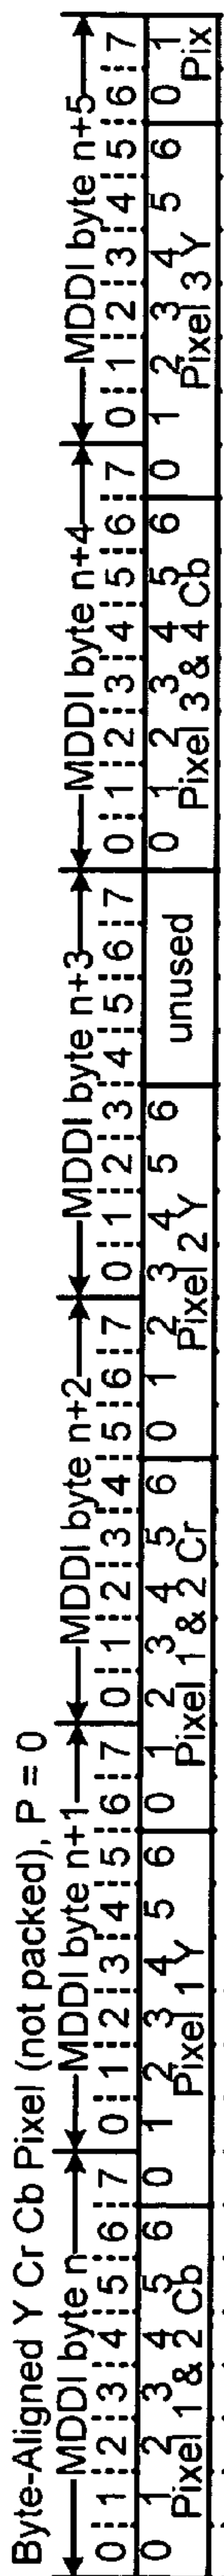 Byte-Aligned Y Cr Cb Pixel (not packed), P = 0
MDDI byte n MDDI byte n+1 MDDI byte n+2 MDDI byte n+3 MDDI byte n+4 MDDI byte n+5
0 1 2 3 4 5 6 7 0 1 2 3 4 5 6 7 0 1 2 3 4 5 6 7 0 1 2 3 4 5 6 7 0 1 2 3 4 5 6 7 0 1 2 3 4 5 6 7
0 1 2 3 4 5 6 0 1 2 3 4 5 6 0 1 2 3 4 5 6 0 1 2 3 4 5 6 unused 0 1 2 3 4 5 6 0 1 2 3 4 5 6 0 1
Pixel 1 & 2 Cb Pixel 1 Y Pixel 1 & 2 Cr Pixel 2 Y Pixel 3 & 4 Cb Pixel 3 Y Pix